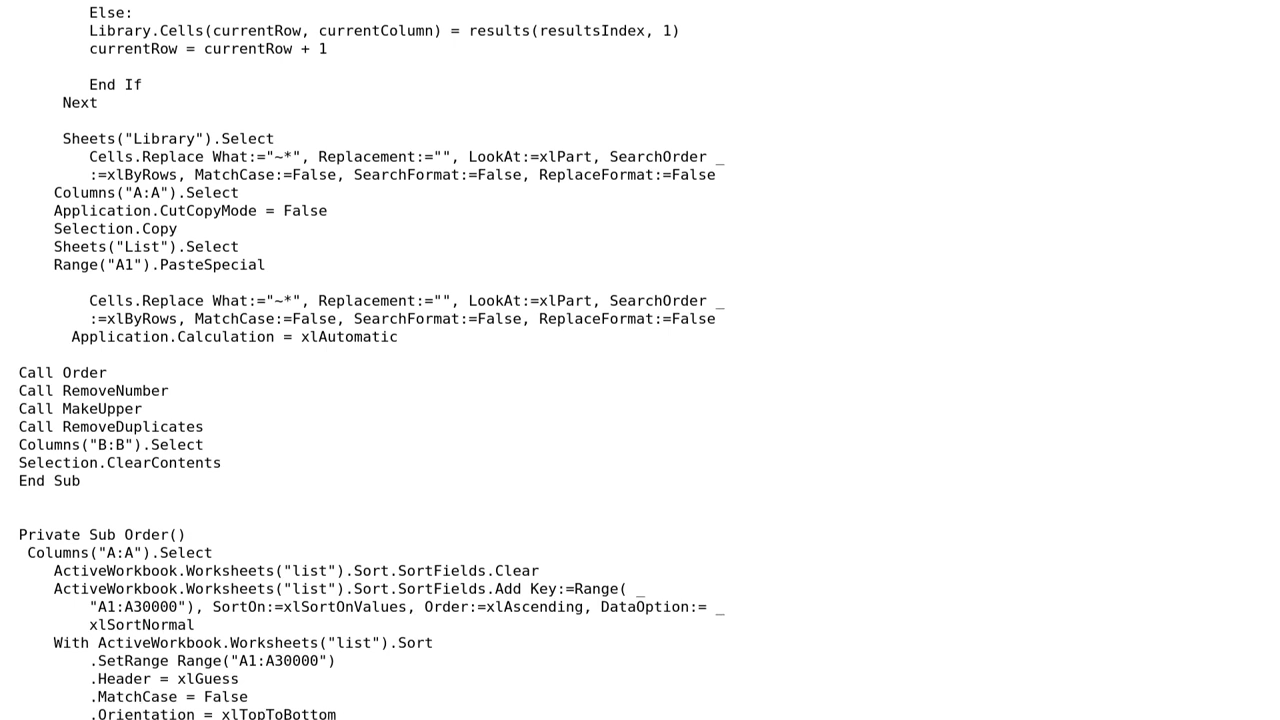 Else:
Library.Cells(currentRow, currentColumn) = results(resultsIndex, 1)
currentRow = currentRow + 1
End If
Next
Sheets("Library").Select
Cells.Replace What:="~*", Replacement:="", LookAt:=xlPart, SearchOrder _
:=xlByRows, MatchCase:=False, SearchFormat:=False, ReplaceFormat:=False
Columns("A:A").Select
Application.CutCopyMode = False
Selection.Copy
Sheets("List").Select
Range("A1").PasteSpecial
Cells.Replace What:="~*", Replacement:="", LookAt:=xlPart, SearchOrder _
:=xlByRows, MatchCase:=False, SearchFormat:=False, ReplaceFormat:=False
Application.Calculation = xlAutomatic
Call Order
Call RemoveNumber
Call MakeUpper
Call RemoveDuplicates
Columns("B:B").Select
Selection.ClearContents
End Sub
Private Sub Order()
Columns("A:A").Select
ActiveWorkbook.Worksheets("list").Sort.SortFields.Clear
ActiveWorkbook.Worksheets("list").Sort.SortFields.Add Key:=Range( _
"A1:A30000"), SortOn:=xlSortOnValues, Order:=xlAscending, DataOption:= _
xlSortNormal
With ActiveWorkbook.Worksheets("list").Sort
.SetRange Range("A1:A30000")
.Header = xlGuess
.MatchCase = False
.Orientation = xlTopToBottom